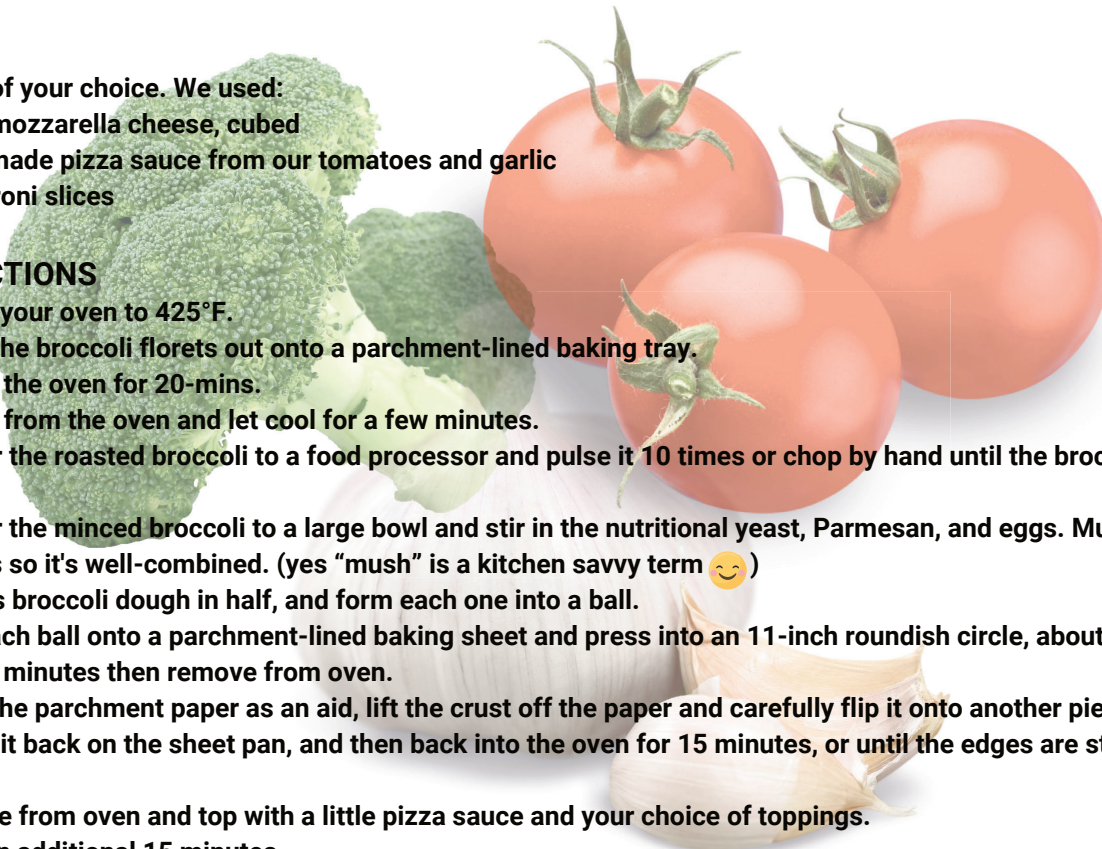 of your choice. We used:
mozzarella cheese, cubed
made pizza sauce from our tomatoes and garlic
roni slices
CTIONS
your oven to 425°F.
he broccoli florets out onto a parchment-lined baking tray.
the oven for 20-mins.
from the oven and let cool for a few minutes.
r the roasted broccoli to a food processor and pulse it 10 times or chop by hand until the broc
r the minced broccoli to a large bowl and stir in the nutritional yeast, Parmesan, and eggs. Mu
s so it's well-combined. (yes “mush” is a kitchen savvy term 😊)
s broccoli dough in half, and form each one into a ball.
ach ball onto a parchment-lined baking sheet and press into an 11-inch roundish circle, about
minutes then remove from oven.
he parchment paper as an aid, lift the crust off the paper and carefully flip it onto another pie
it back on the sheet pan, and then back into the oven for 15 minutes, or until the edges are st
e from oven and top with a little pizza sauce and your choice of toppings.
n additional 15 minutes